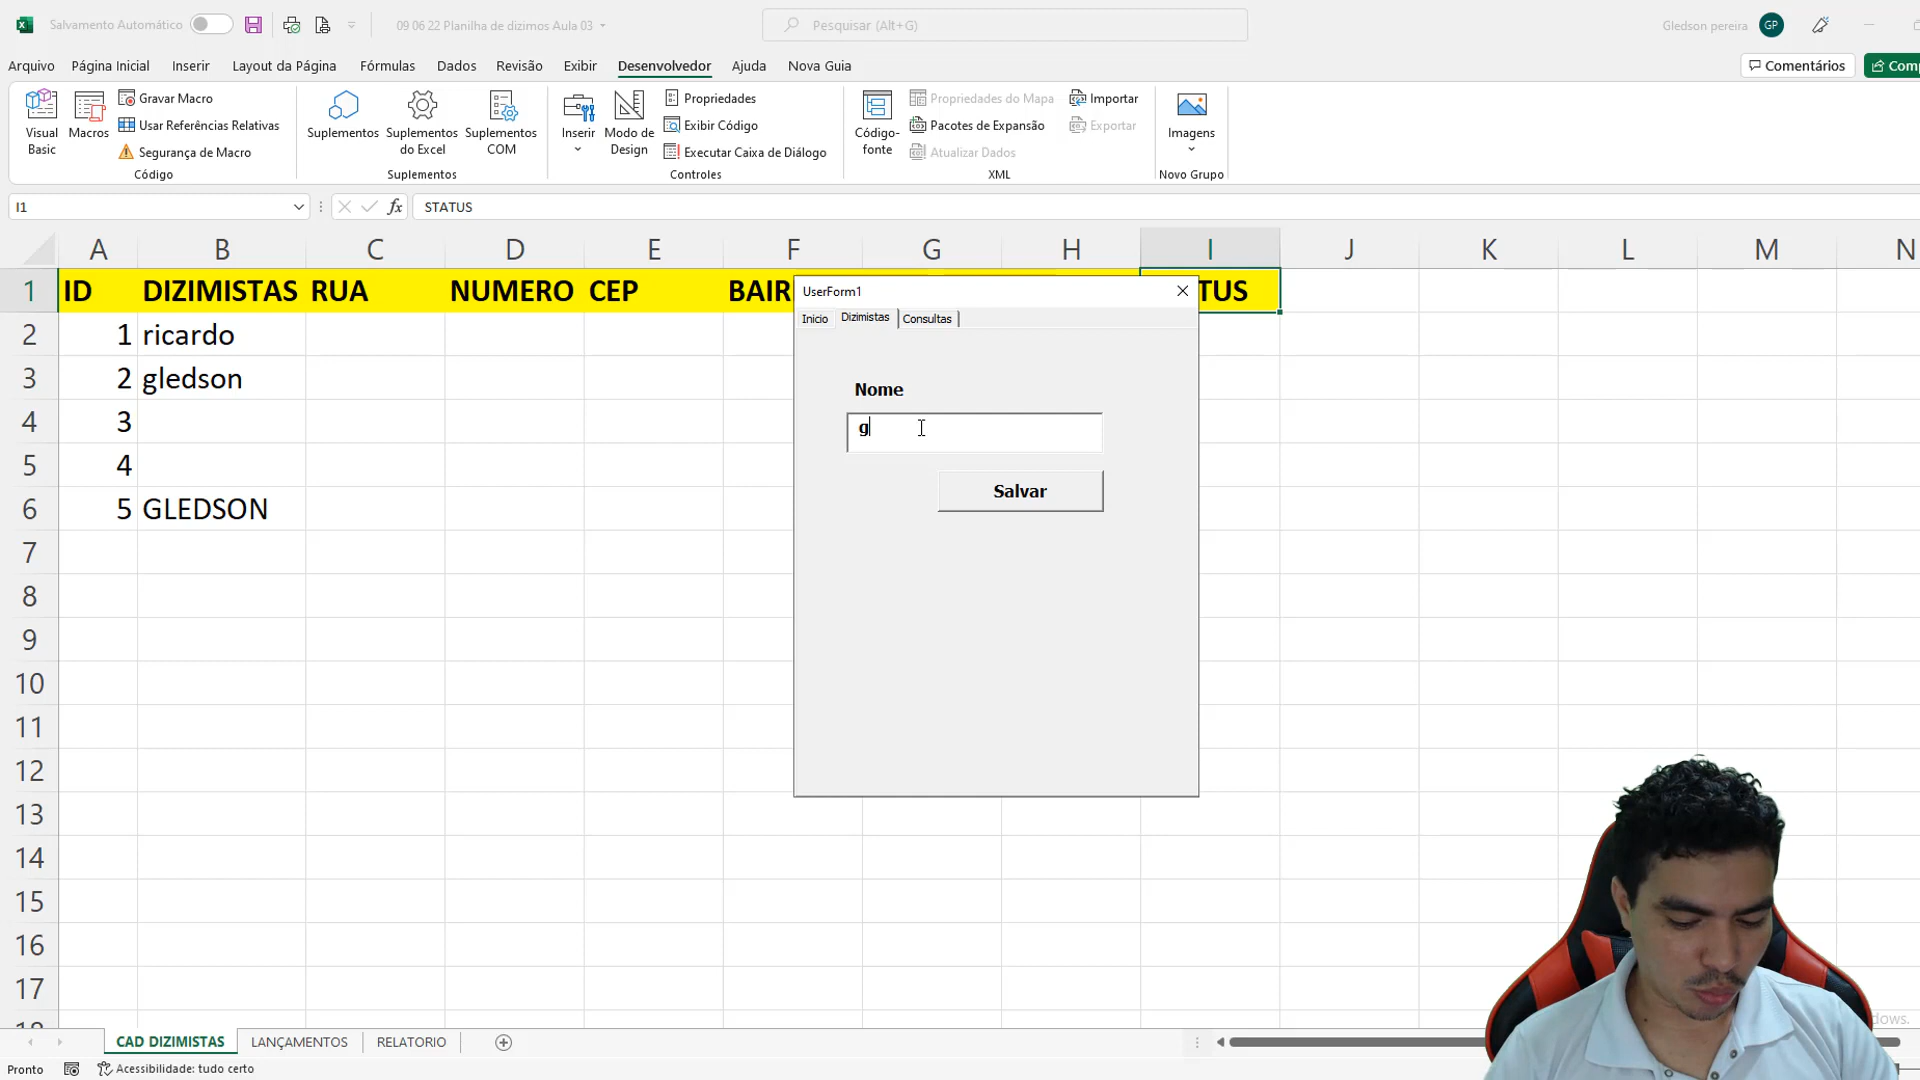 Salvamento Automático
09 06 22 Planilha de dizimos Aula 03
Pesquisar (Alt+G)
Gledson pereira
GP
Arquivo Página Inicial Inserir Layout da Página Fórmulas Dados Revisão Exibir Desenvolvedor Ajuda Nova Guia
Comentários
Comp
Visual Basic
Macros
Gravar Macro
Usar Referências Relativas
Segurança de Macro
Código
Suplementos
Suplementos do Excel
Suplementos COM
Suplementos
Inserir
Modo de Design
Propriedades
Exibir Código
Executar Caixa de Diálogo
Controles
Código-fonte
Propriedades do Mapa
Pacotes de Expansão
Atualizar Dados
Importar
Exportar
XML
Imagens
Novo Grupo
I1
fx
STATUS
A B C D E F G H I J K L M N
1 ID DIZIMISTAS RUA NUMERO CEP BAIR TUS
2 1 ricardo
3 2 gledson
4 3
5 4
6 5 GLEDSON
7
8
9
10
11
12
13
14
15
16
17
UserForm1
Inicio Dizimistas Consultas
Nome
g
Salvar
dows.
CAD DIZIMISTAS LANÇAMENTOS RELATORIO
Pronto
Acessibilidade: tudo certo